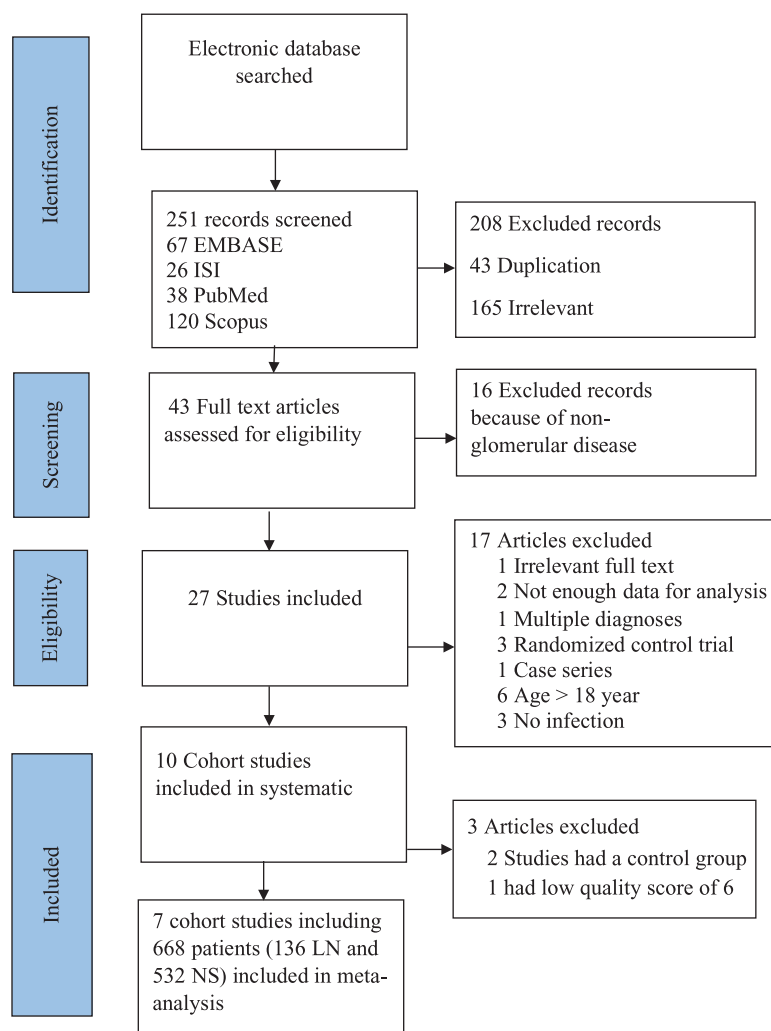 Identification
Electronic database
searched
251 records screened
67 EMBASE
26 ISI
38 PubMed
120 Scopus
208 Excluded records
43 Duplication
165 Irrelevant
Screening
43 Full text articles
assessed for eligibility
16 Excluded records
because of non-
glomerular disease
Eligibility
27 Studies included
17 Articles excluded
1 Irrelevant full text
2 Not enough data for analysis
1 Multiple diagnoses
3 Randomized control trial
1 Case series
6 Age > 18 year
3 No infection
Included
10 Cohort studies
included in systematic
3 Articles excluded
2 Studies had a control group
1 had low quality score of 6
7 cohort studies including
668 patients (136 LN and
532 NS) included in meta-
analysis